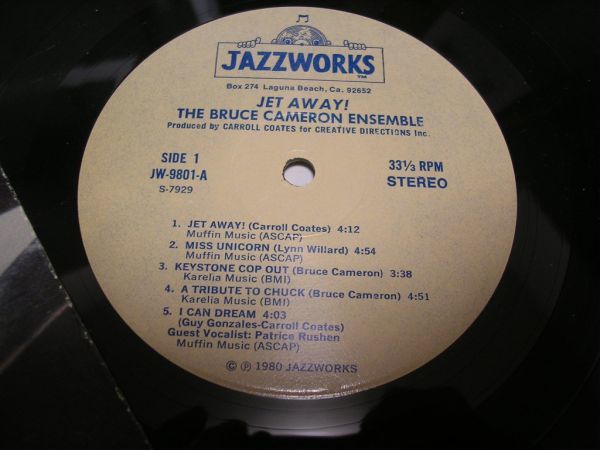 JAZZWORKS
TM
Box 274 Laguna Beach, Ca. 92652
JET AWAY!
THE BRUCE CAMERON ENSEMBLE
Produced by CARROLL COATES for CREATIVE DIRECTIONS Inc.
SIDE 1
JW-9801-A
S-7929
33⅓ RPM
STEREO
1. JET AWAY! (Carroll Coates) 4:12
Muffin Music (ASCAP)
2. MISS UNICORN (Lynn Willard) 4:54
Muffin Music (ASCAP)
3. KEYSTONE COP OUT (Bruce Cameron) 3:38
Karelia Music (BMI)
4. A TRIBUTE TO CHUCK (Bruce Cameron) 4:51
Karelia Music (BMI)
5. I CAN DREAM 4:03
(Guy Gonzales-Carroll Coates)
Guest Vocalist: Patrice Rushen
Muffin Music (ASCAP)
© ℗ 1980 JAZZWORKS